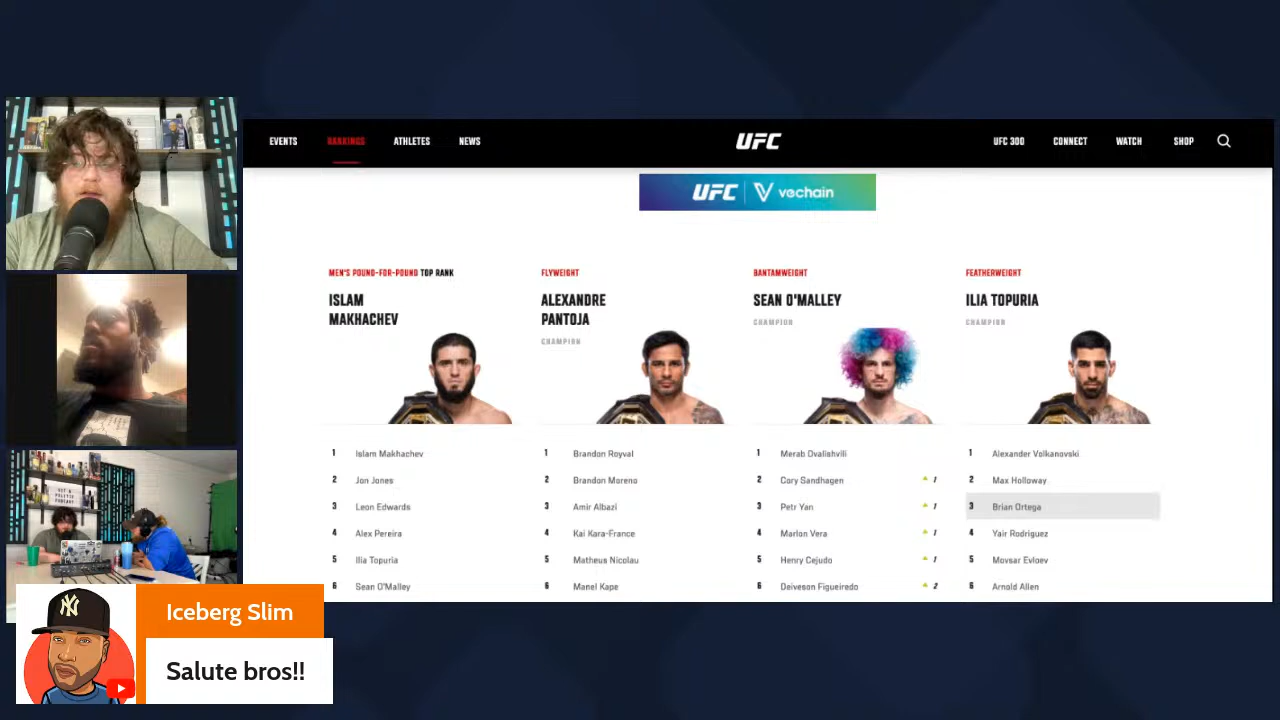 EVENTS
RANKINGS
ATHLETES
NEWS
UFC
UFC 300
CONNECT
WATCH
SHOP
UFC | vechain
MEN'S POUND-FOR-POUND TOP RANK
ISLAM
MAKHACHEV
1 Islam Makhachev
2 Jon Jones
3 Leon Edwards
4 Alex Pereira
5 Ilia Topuria
6 Sean O'Malley
FLYWEIGHT
ALEXANDRE
PANTOJA
CHAMPION
1 Brandon Royval
2 Brandon Moreno
3 Amir Albazi
4 Kai Kara-France
5 Matheus Nicolau
6 Manel Kape
BANTAMWEIGHT
SEAN O'MALLEY
CHAMPION
1 Merab Dvalishvili
2 Cory Sandhagen 1
3 Petr Yan 1
4 Marlon Vera 1
5 Henry Cejudo 1
6 Deiveson Figueiredo 2
FEATHERWEIGHT
ILIA TOPURIA
CHAMPION
1 Alexander Volkanovski
2 Max Holloway
3 Brian Ortega
4 Yair Rodriguez
5 Movsar Evloev
6 Arnold Allen
Iceberg Slim
Salute bros!!